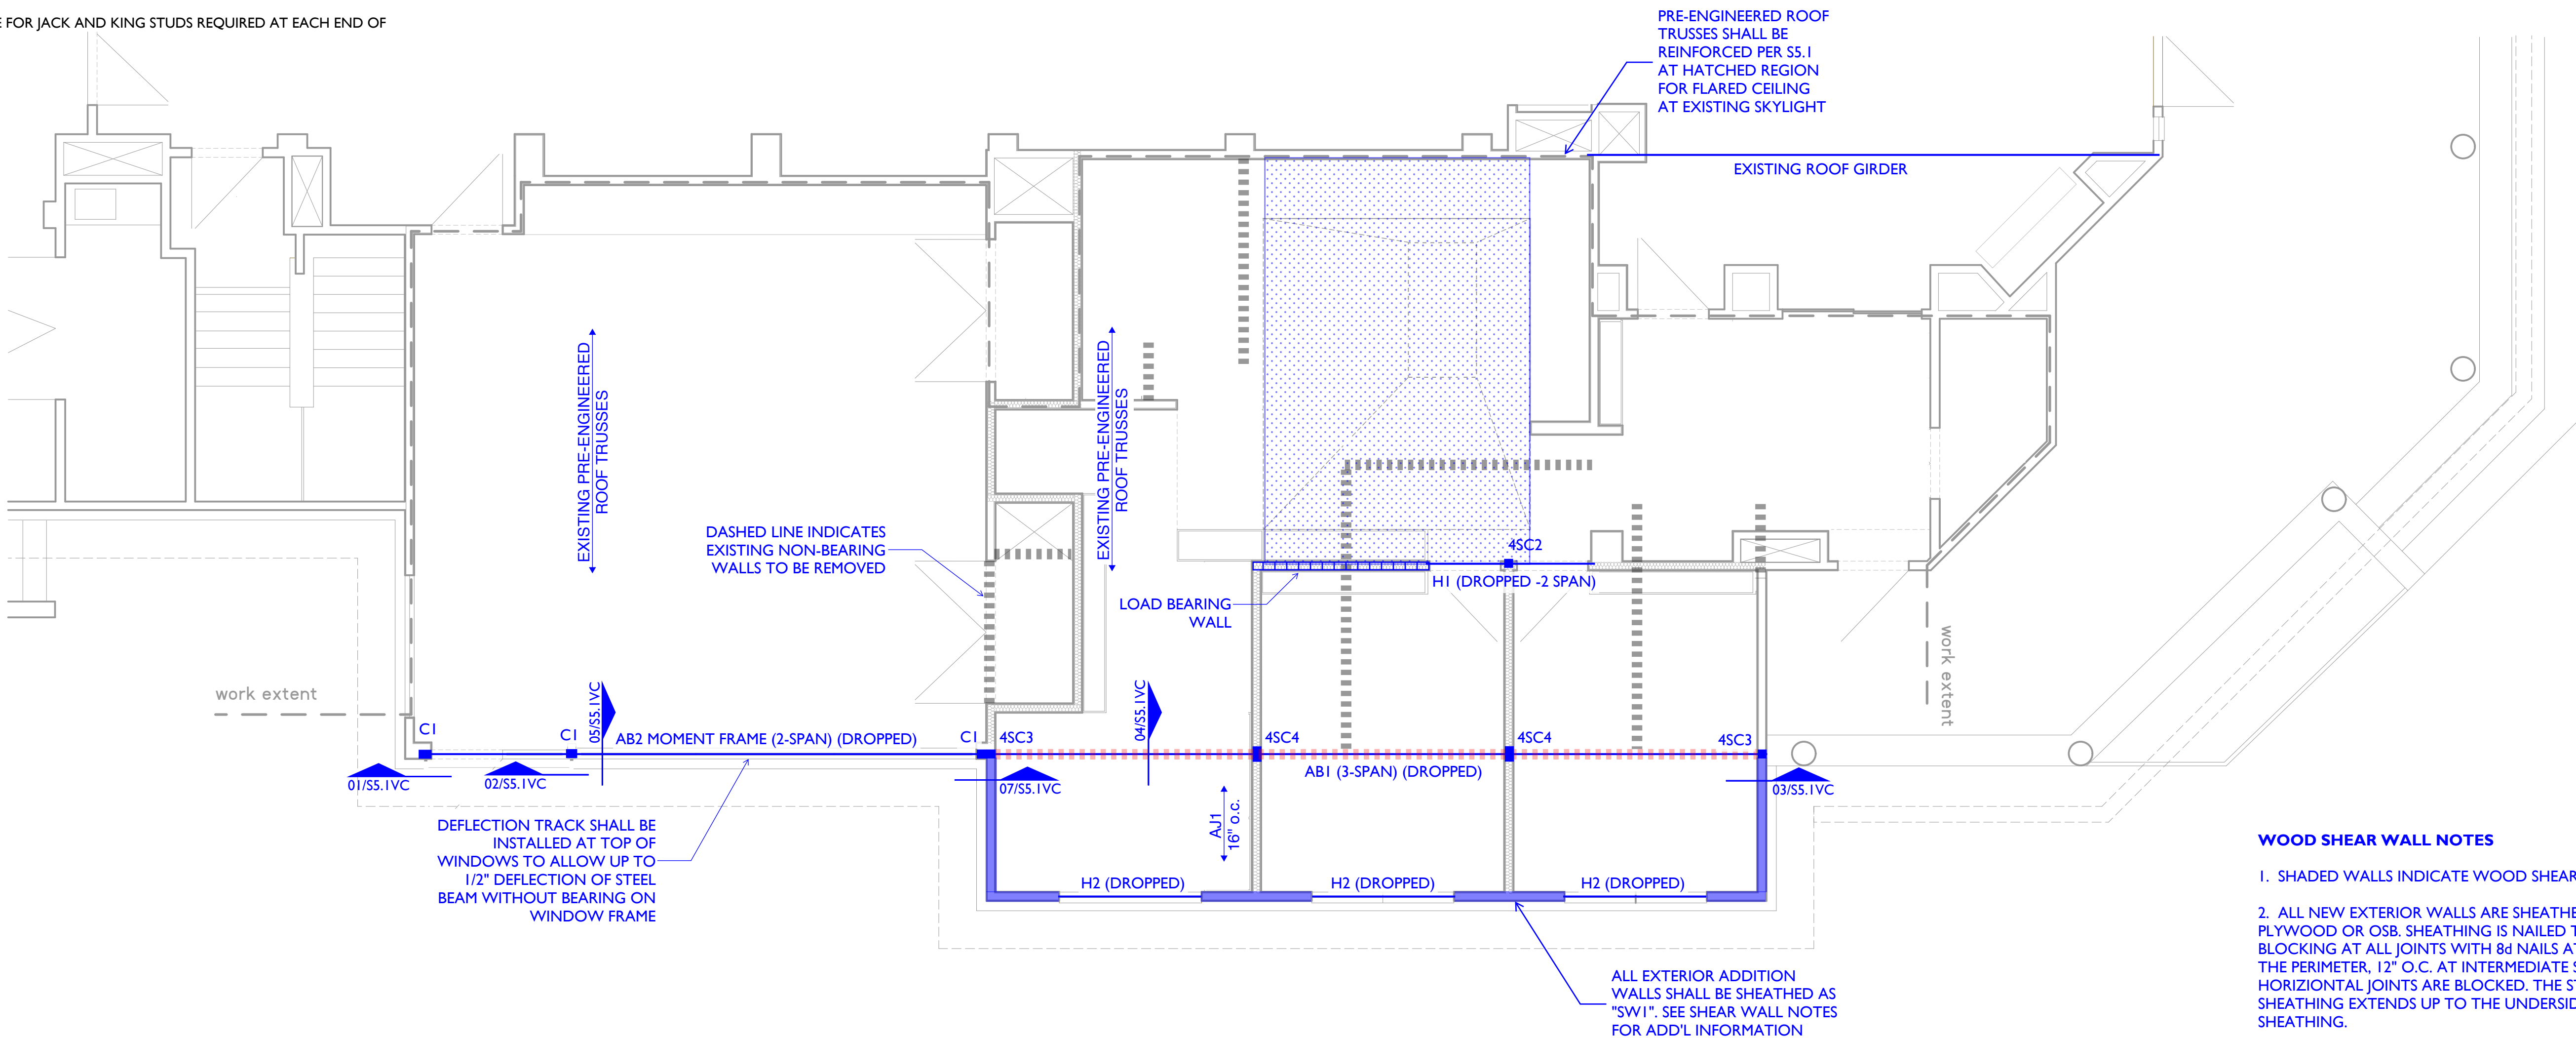 E FOR JACK AND KING STUDS REQUIRED AT EACH END OF
PRE-ENGINEERED ROOF
TRUSSES SHALL BE
REINFORCED PER S5.1
AT HATCHED REGION
FOR FLARED CEILING
AT EXISTING SKYLIGHT
EXISTING ROOF GIRDER
EXISTING PRE-ENGINEERED
ROOF TRUSSES
EXISTING PRE-ENGINEERED
ROOF TRUSSES
DASHED LINE INDICATES
EXISTING NON-BEARING
WALLS TO BE REMOVED
4SC2
H1 (DROPPED -2 SPAN)
LOAD BEARING
WALL
work extent
work extent
05/S5.1VC
04/S5.1VC
C1
C1
AB2 MOMENT FRAME (2-SPAN) (DROPPED)
C1
4SC3
4SC4
4SC4
4SC3
AB1 (3-SPAN) (DROPPED)
01/S5.1VC
02/S5.1VC
07/S5.1VC
03/S5.1VC
DEFLECTION TRACK SHALL BE
INSTALLED AT TOP OF
WINDOWS TO ALLOW UP TO
1/2" DEFLECTION OF STEEL
BEAM WITHOUT BEARING ON
WINDOW FRAME
AJ1
16" o.c.
H2 (DROPPED)
H2 (DROPPED)
H2 (DROPPED)
ALL EXTERIOR ADDITION
WALLS SHALL BE SHEATHED AS
"SW1". SEE SHEAR WALL NOTES
FOR ADD'L INFORMATION
WOOD SHEAR WALL NOTES
1. SHADED WALLS INDICATE WOOD SHEAR
2. ALL NEW EXTERIOR WALLS ARE SHEATHE
PLYWOOD OR OSB. SHEATHING IS NAILED T
BLOCKING AT ALL JOINTS WITH 8d NAILS AT
THE PERIMETER, 12" O.C. AT INTERMEDIATE S
HORIZIONTAL JOINTS ARE BLOCKED. THE ST
SHEATHING EXTENDS UP TO THE UNDERSID
SHEATHING.